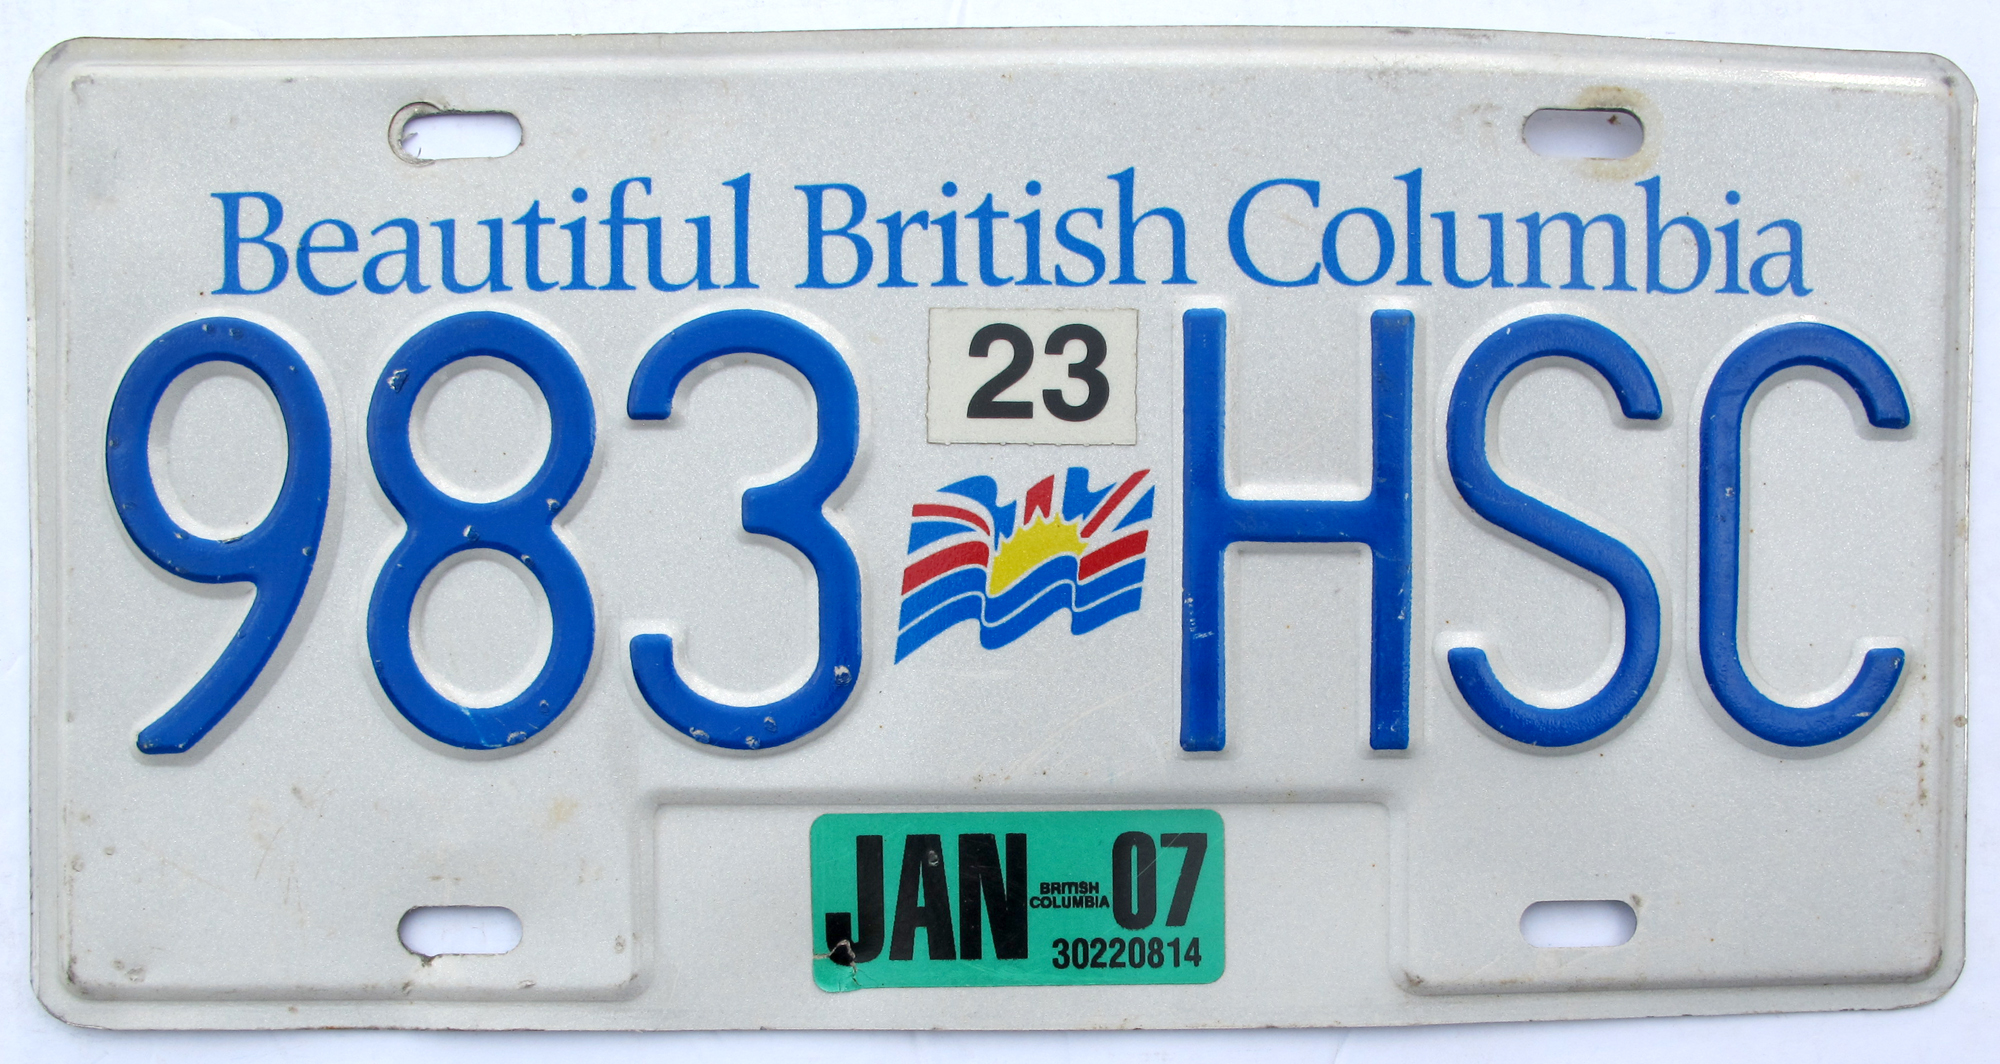 Beautiful British Columbia
983 23 HSC
JAN BRITISH COLUMBIA 07
30220814